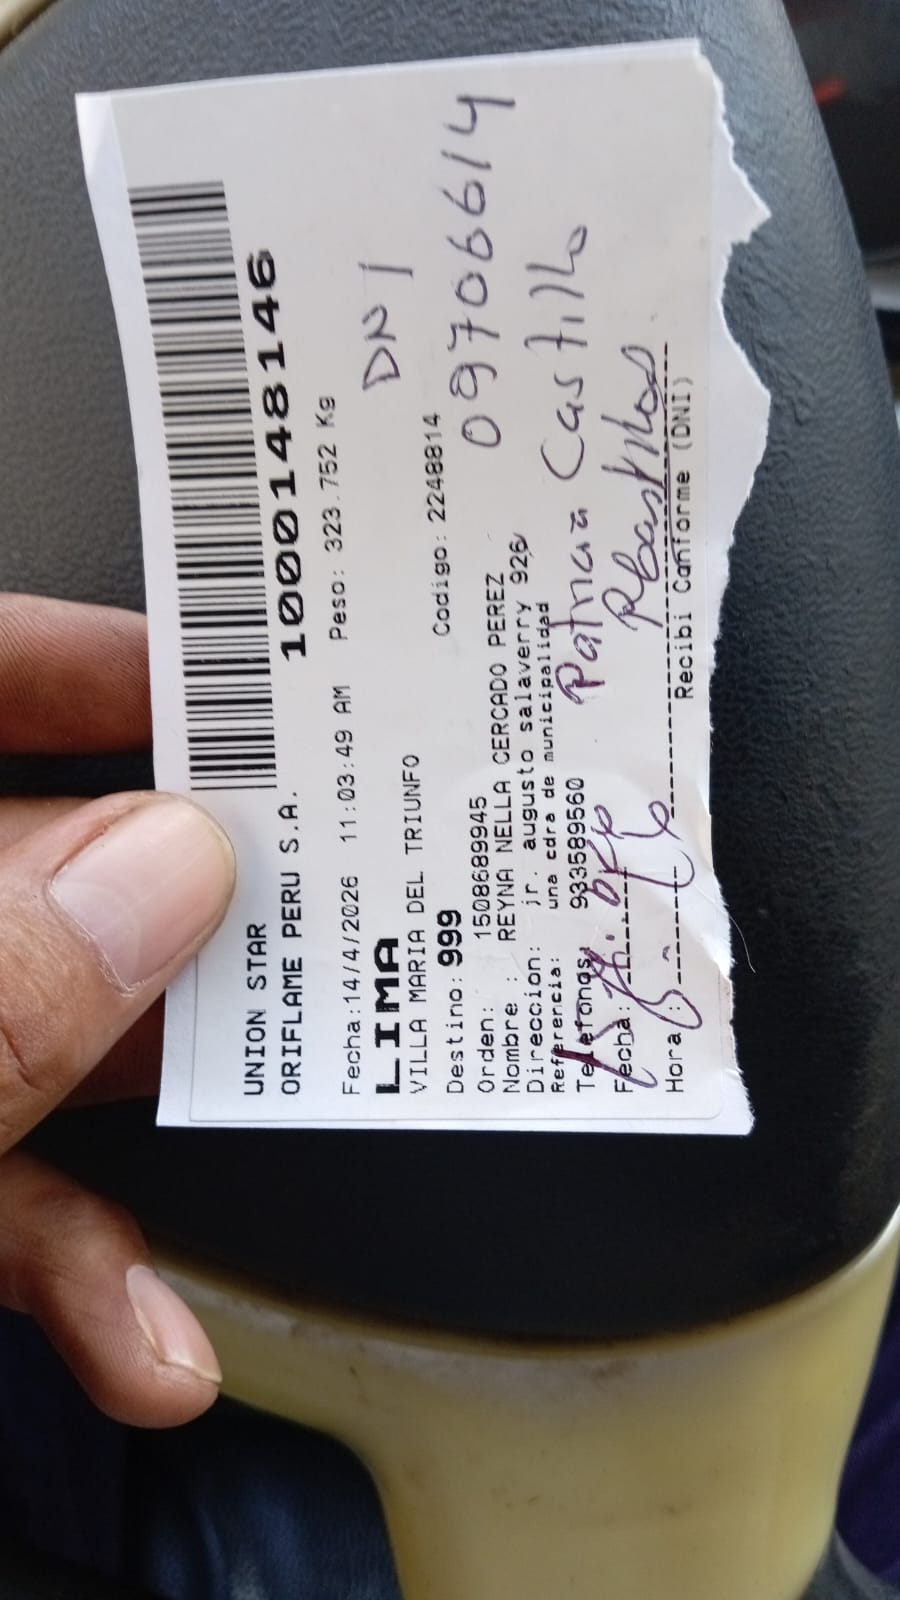 UNION STAR
ORIFLAME PERU S.A. 1000148146
Fecha:14/4/2026 11:03:49 AM Peso: 323.752 Kg
LIMA
DNI
VILLA MARIA DEL TRIUNFO
Destino: 999 Codigo: 2248814
09706614
Orden: 1508689945
Nombre : REYNA NELLA CERCADO PEREZ
Direccion: jr. augusto salaverry 926
Referencia: una cdra de municipalidad
Telefonos: 933589560
Patricia Castillo
Fecha:
Hora :
Recibi Conforme (DNI)